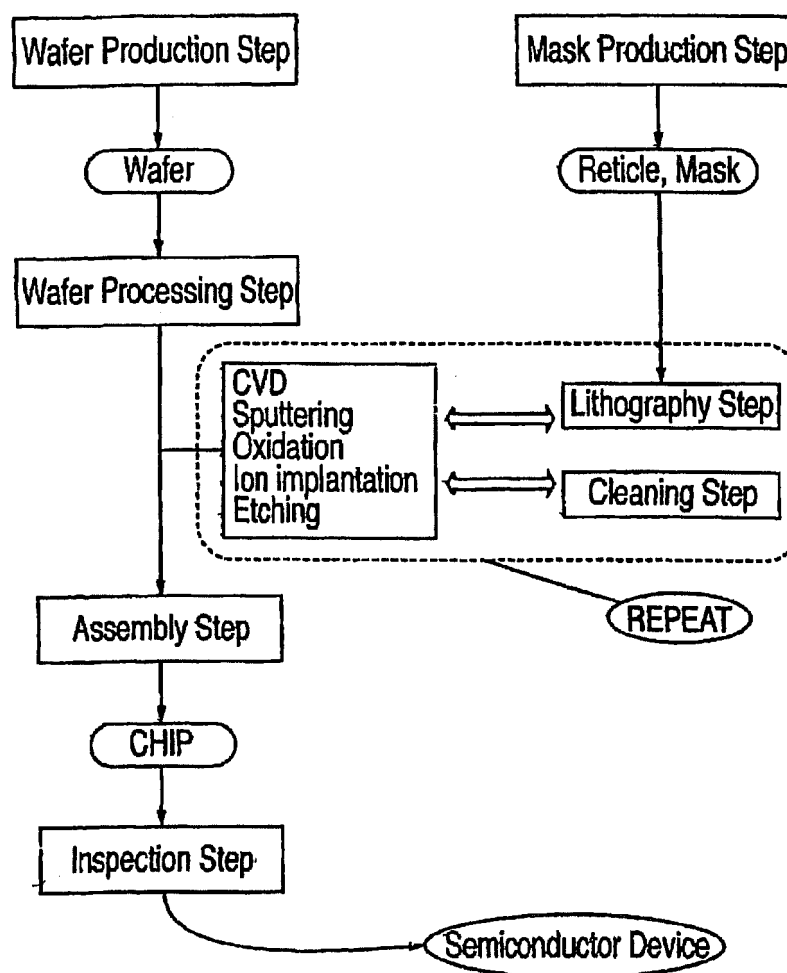 Wafer Production Step
Mask Production Step
Wafer
Reticle, Mask
Wafer Processing Step
CVD
Sputtering
Oxidation
Ion implantation
Etching
Lithography Step
Cleaning Step
REPEAT
Assembly Step
CHIP
Inspection Step
Semiconductor Device